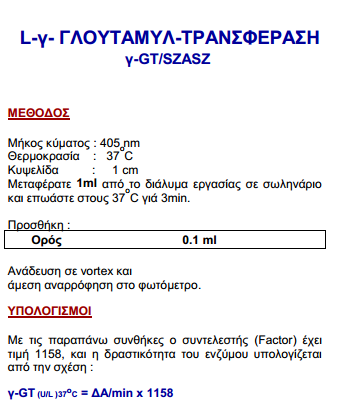 L-γ- ΓΛΟΥΤΑΜΥΛ-ΤΡΑΝΣΦΕΡΑΣΗ
γ-GT/SZASZ
ΜΕΘΟΔΟΣ
Μήκος κύματος : 405 nm
Θερμοκρασία : 37°C
Κυψελίδα : 1 cm
Μεταφέρατε 1ml από το διάλυμα εργασίας σε σωληνάριο
και επωάστε στους 37°C γιά 3min.
Προσθήκη :
Ορός 0.1 ml
Ανάδευση σε vortex και
άμεση αναρρόφηση στο φωτόμετρο.
ΥΠΟΛΟΓΙΣΜΟΙ
Με τις παραπάνω συνθήκες ο συντελεστής (Factor) έχει
τιμή 1158, και η δραστικότητα του ενζύμου υπολογίζεται
από την σχέση :
γ-GT (U/L )37°C = ΔA/min x 1158